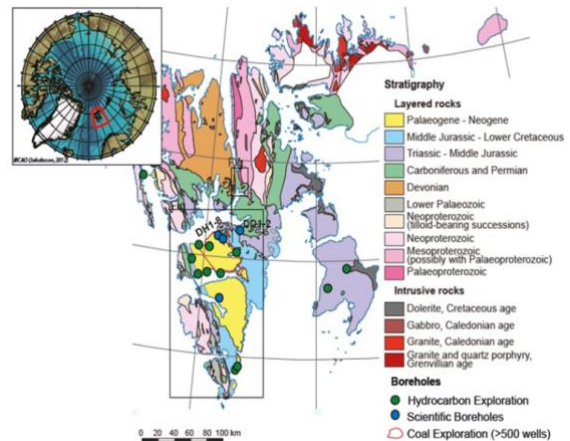 IBCAO (Jakobsson, 2012)
DH1-8
Stratigraphy
Layered rocks
Palaeogene - Neogene
Middle Jurassic - Lower Cretaceous
Triassic - Middle Jurassic
Carboniferous and Permian
Devonian
Lower Palaeozoic
Neoproterozoic
(tilloid-bearing successions)
Neoproterozoic
Mesoproterozoic
(possibly with Palaeoproterozoic)
Palaeoproterozoic
Intrusive rocks
Dolerite, Cretaceous age
Gabbro, Caledonian age
Granite, Caledonian age
Granite and quartz porphyry,
Grenvillian age
Boreholes
Hydrocarbon Exploration
Scientific Boreholes
Coal Exploration (>500 wells)
0 20 40 60 80 100 km